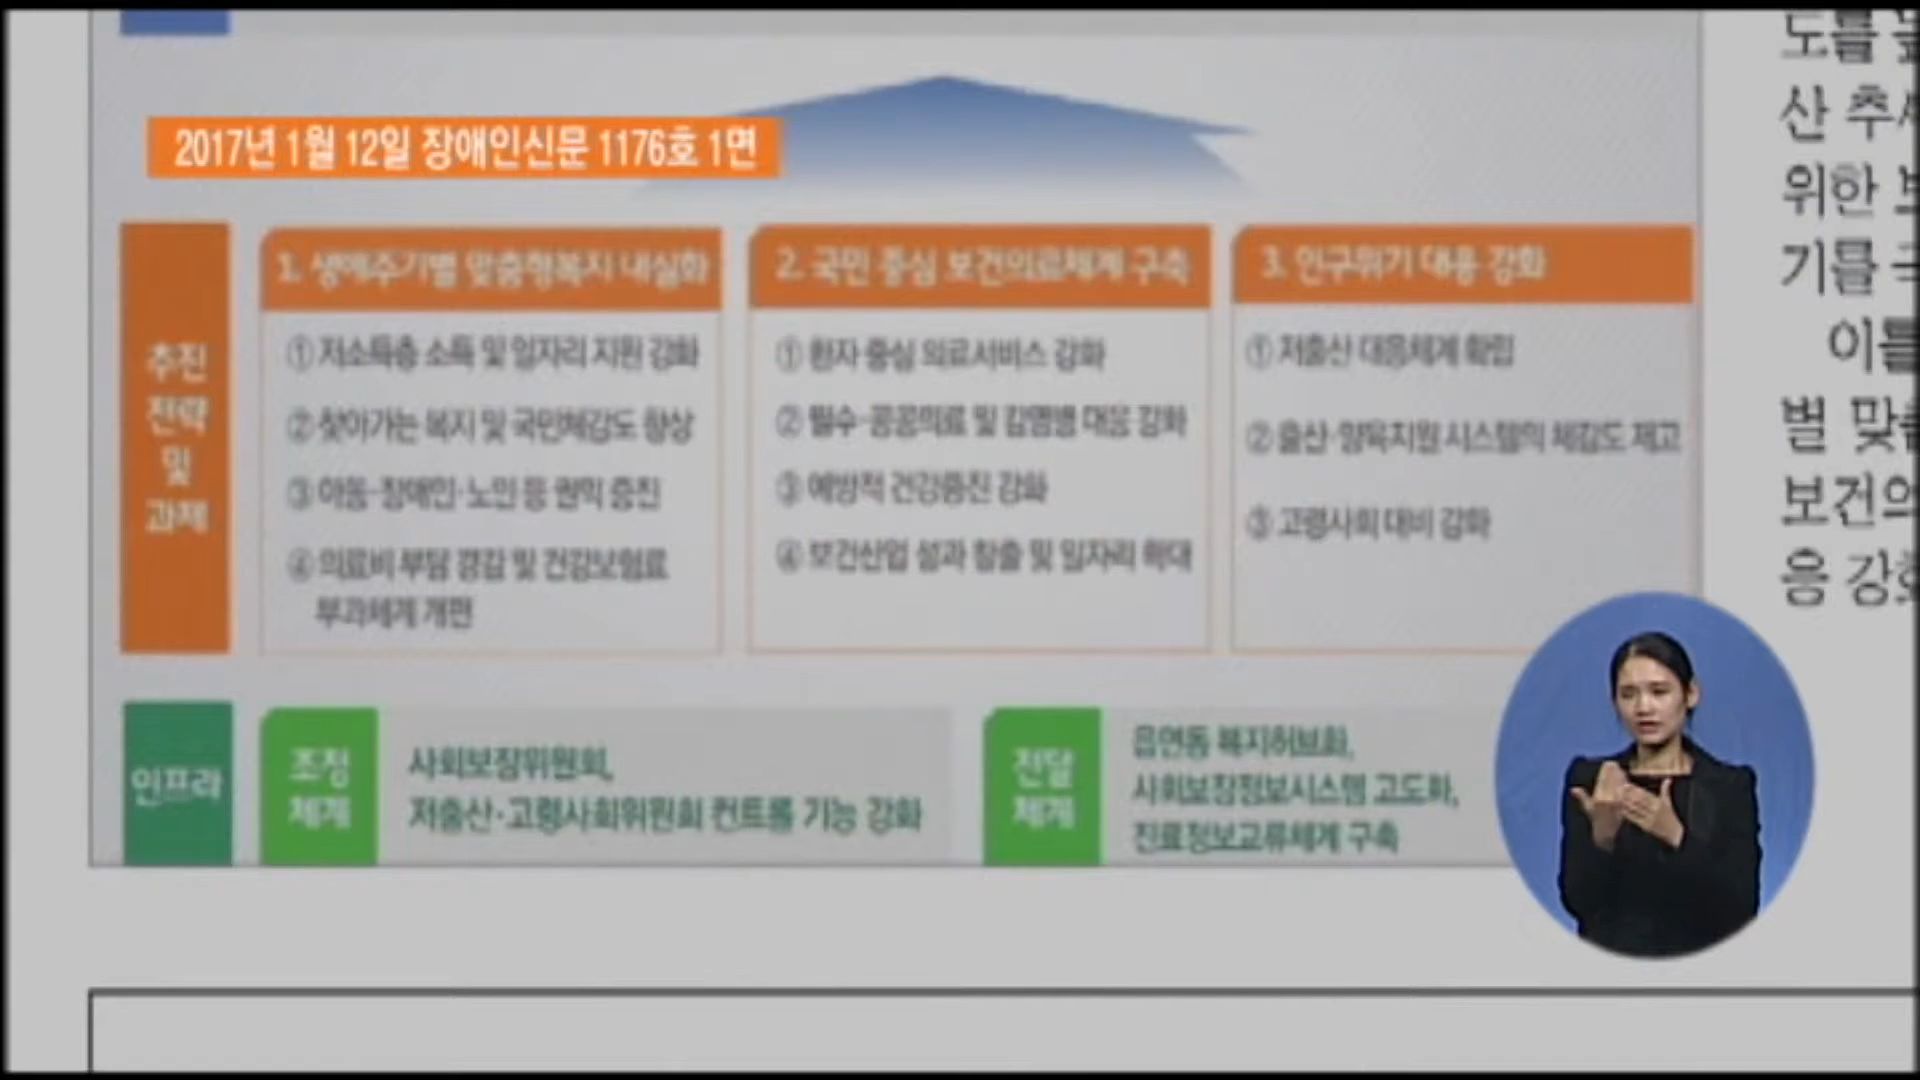 2017년 1월 12일 장애인신문 1176호 1면
추진
전략
및
과제
1. 생애주기별 맞춤형복지 내실화
① 저소득층 소득 및 일자리 지원 강화
② 찾아가는 복지 및 국민체감도 향상
③ 아동·장애인·노인 등 권익 증진
④ 의료비 부담 경감 및 건강보험료
부과체계 개편
2. 국민 중심 보건의료체계 구축
① 환자 중심 의료서비스 강화
② 필수·공공의료 및 감염병 대응 강화
③ 예방적 건강증진 강화
④ 보건산업 성과 창출 및 일자리 확대
3. 인구위기 대응 강화
① 저출산 대응체계 확립
② 출산·양육지원 시스템의 체감도 제고
③ 고령사회 대비 강화
인프라
조정
체계
사회보장위원회,
저출산·고령사회위원회 컨트롤 기능 강화
전달
체계
읍면동 복지허브화,
사회보장정보시스템 고도화,
진료정보교류체계 구축
도를
산 추
위한
기를
이를
별 맞
보건의
응 강